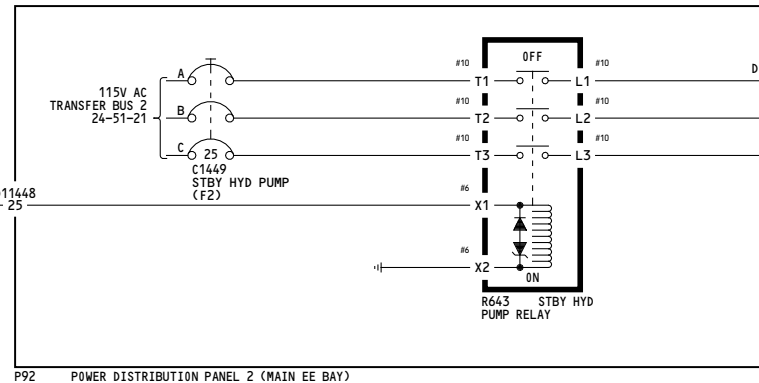 #10 OFF #10
A T1 L1 D
115V AC
TRANSFER BUS 2
24-51-21
#10 #10
B T2 L2
#10 #10
C 25 T3 L3
C1449
STBY HYD PUMP
(F2)
11448
25
#6
X1
#6
X2
ON
R643 STBY HYD
PUMP RELAY
P92 POWER DISTRIBUTION PANEL 2 (MAIN EE BAY)